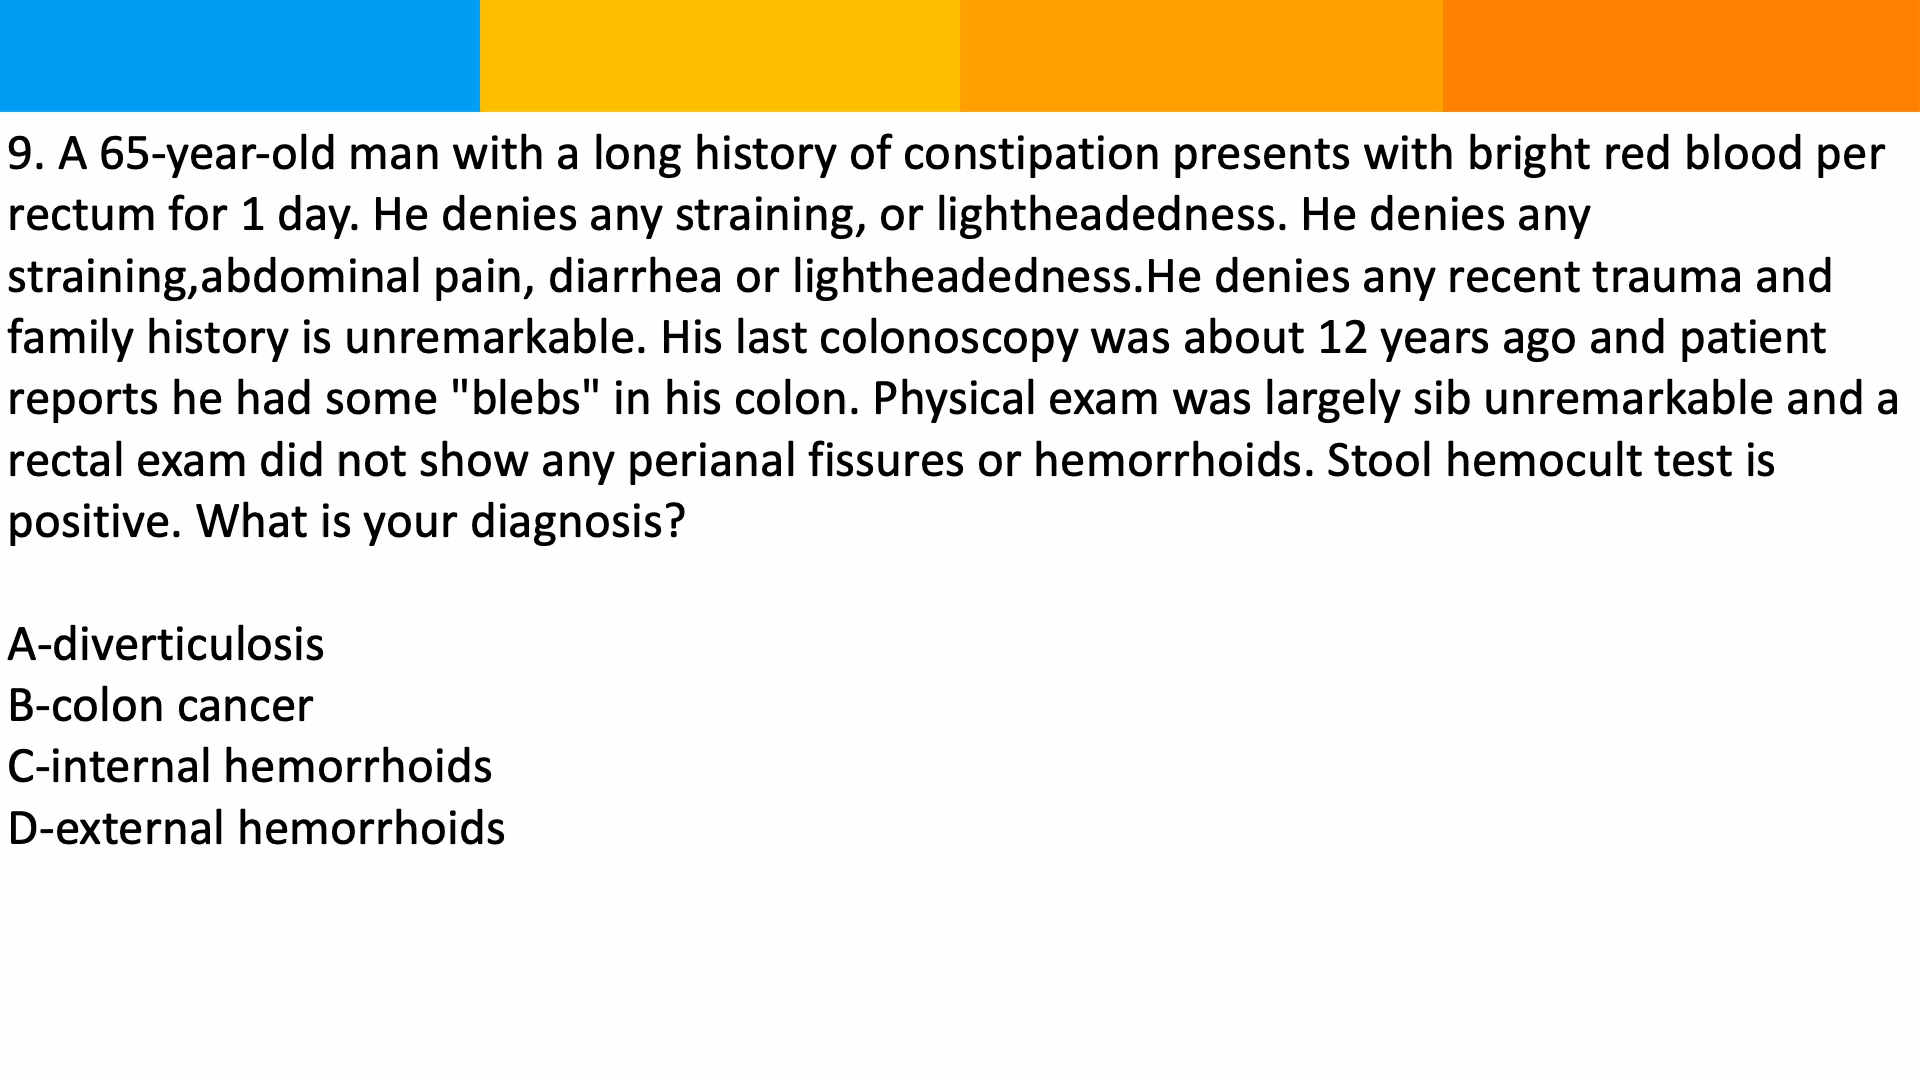 9. A 65-year-old man with a long history of constipation presents with bright red blood per
rectum for 1 day. He denies any straining, or lightheadedness. He denies any
straining,abdominal pain, diarrhea or lightheadedness.He denies any recent trauma and
family history is unremarkable. His last colonoscopy was about 12 years ago and patient
reports he had some "blebs" in his colon. Physical exam was largely sib unremarkable and a
rectal exam did not show any perianal fissures or hemorrhoids. Stool hemocult test is
positive. What is your diagnosis?
A-diverticulosis
B-colon cancer
C-internal hemorrhoids
D-external hemorrhoids